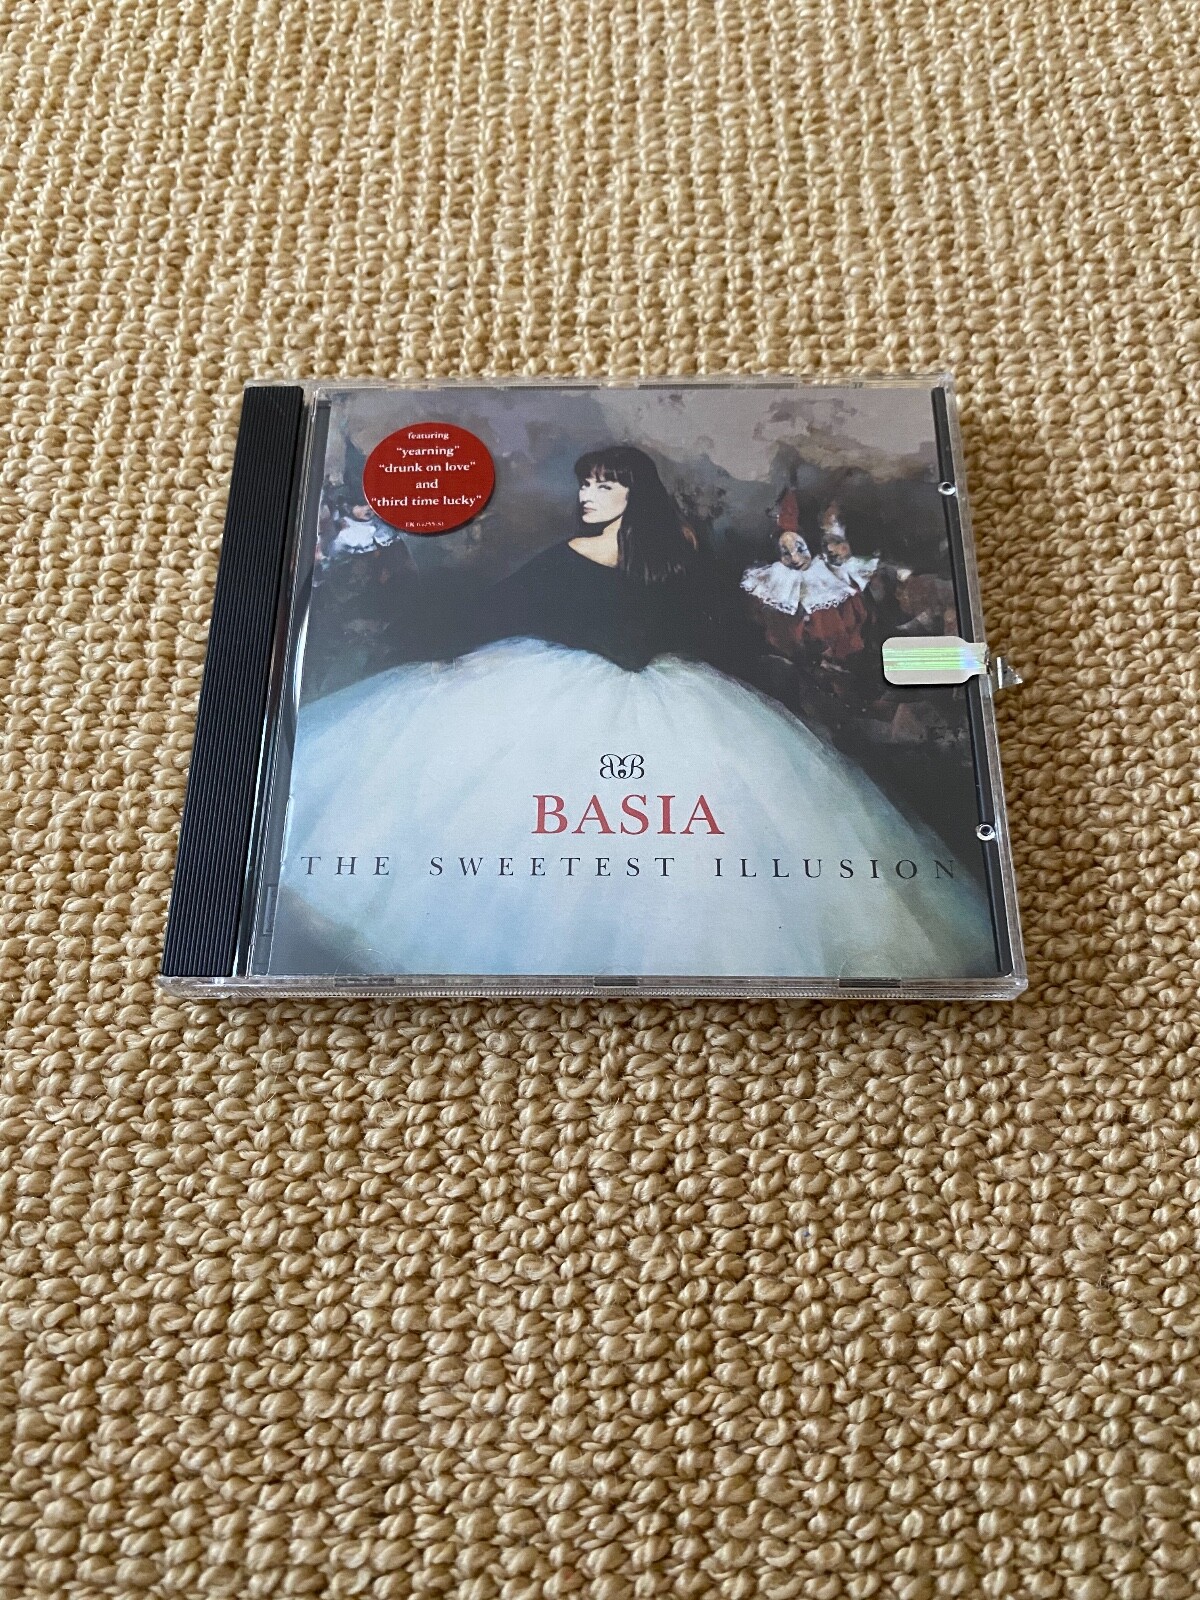 featuring
"yearning"
"drunk on love"
and
"third time lucky"
BASIA
THE SWEETEST ILLUSION